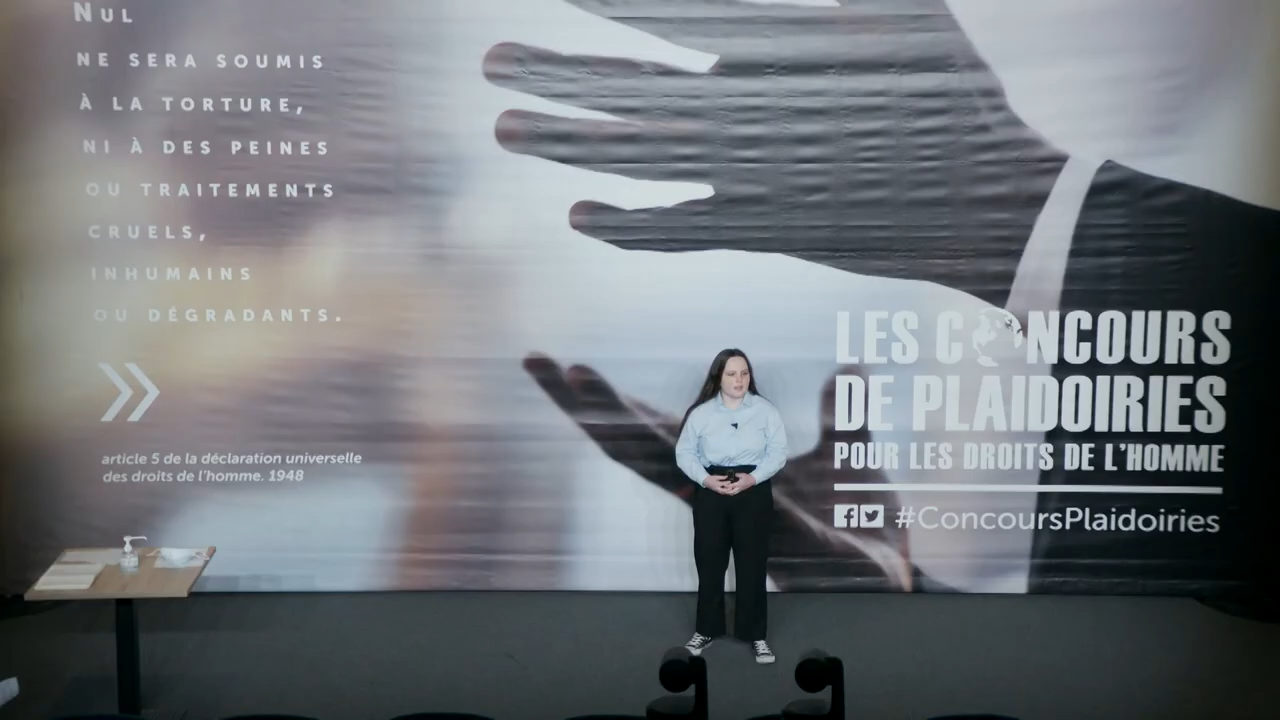 NUL
NE SERA SOUMIS
À LA TORTURE,
NI À DES PEINES
OU TRAITEMENTS
CRUELS,
INHUMAINS
OU DÉGRADANTS.
article 5 de la déclaration universelle
des droits de l'homme. 1948
LES CONCOURS
DE PLAIDOIRIES
POUR LES DROITS DE L'HOMME
#ConcoursPlaidoiries